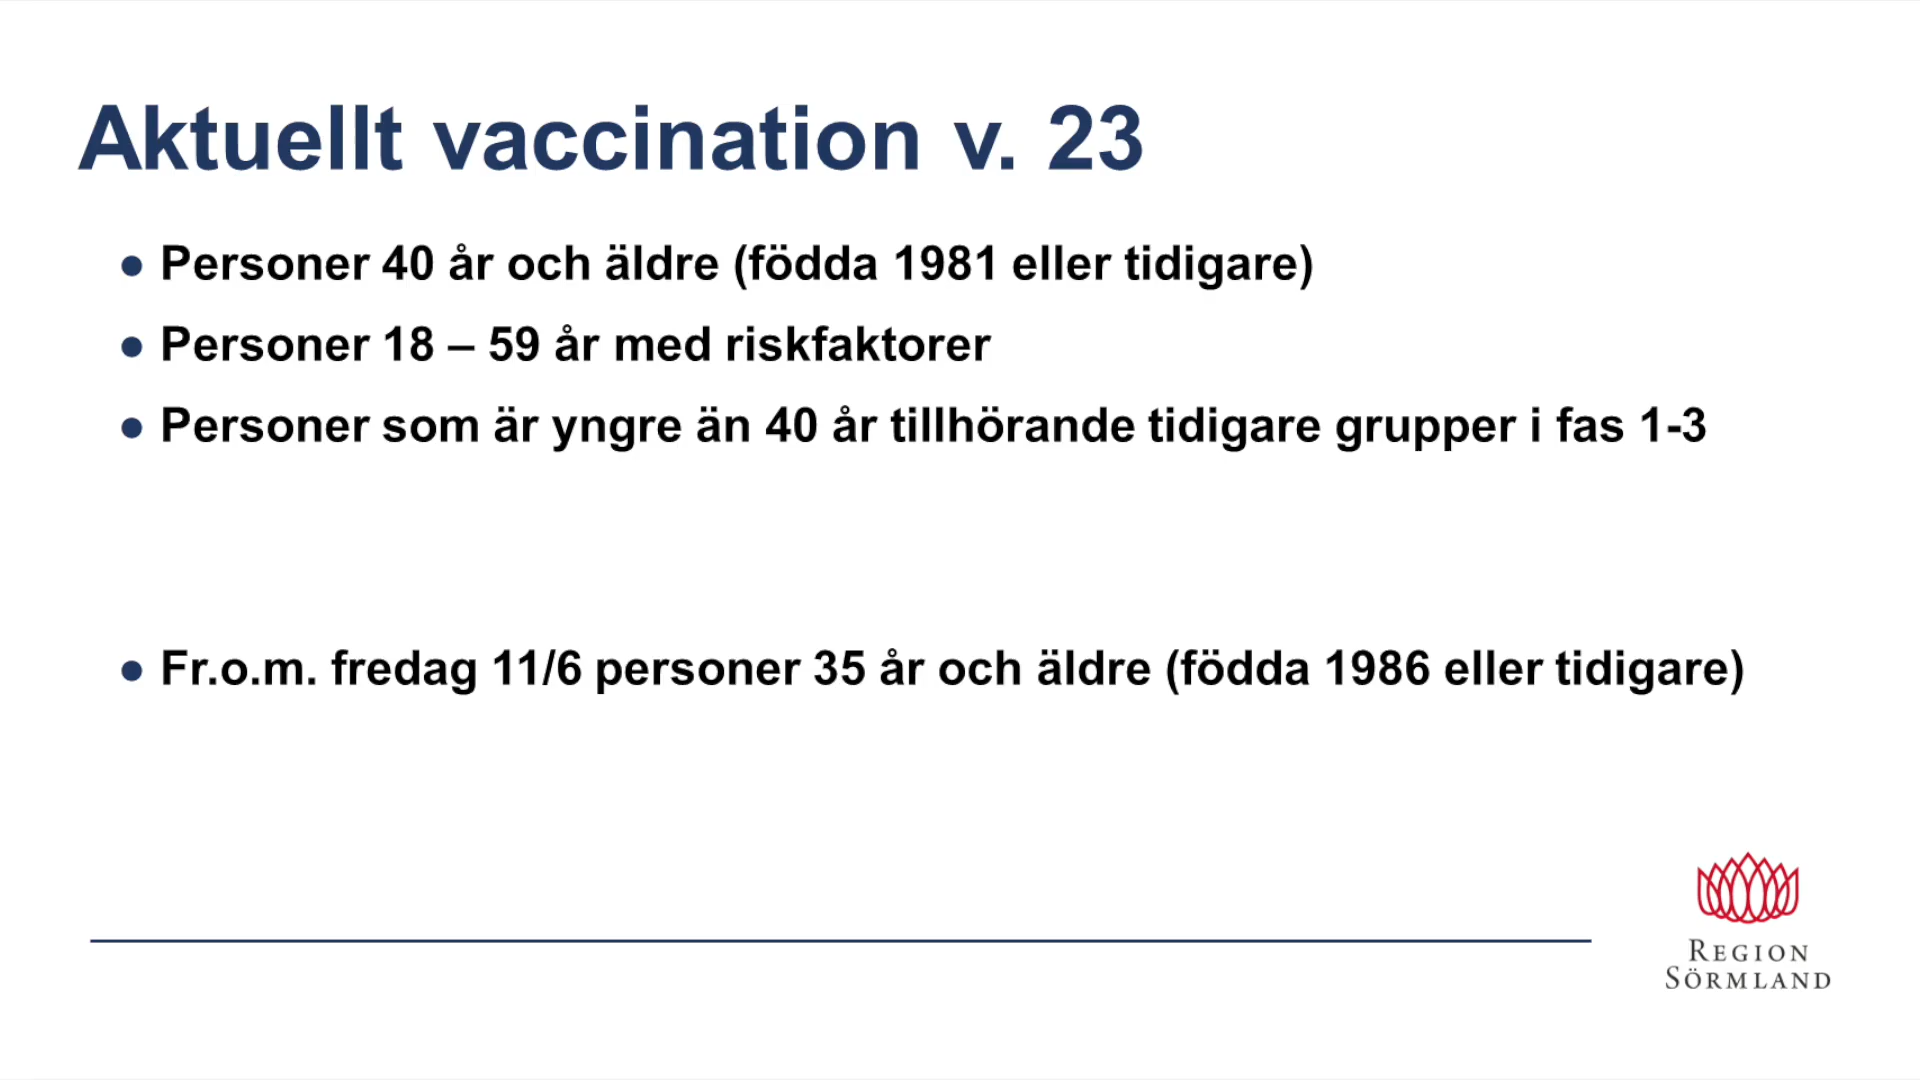 Aktuellt vaccination v. 23
● Personer 40 år och äldre (födda 1981 eller tidigare)
● Personer 18 – 59 år med riskfaktorer
● Personer som är yngre än 40 år tillhörande tidigare grupper i fas 1-3
● Fr.o.m. fredag 11/6 personer 35 år och äldre (födda 1986 eller tidigare)
REGION
SÖRMLAND